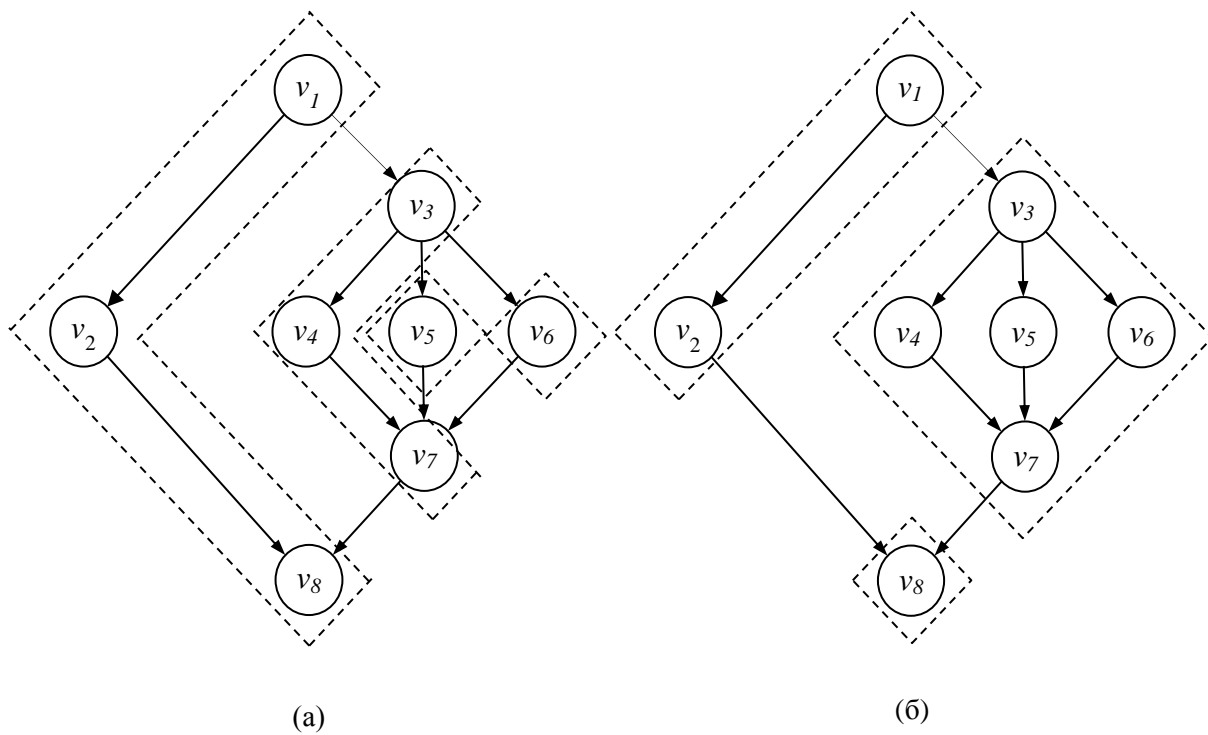 v1 v1
v3 v3
v2 v4 v5 v6 v2 v4 v5 v6
v7 v7
v8 v8
(а) (б)